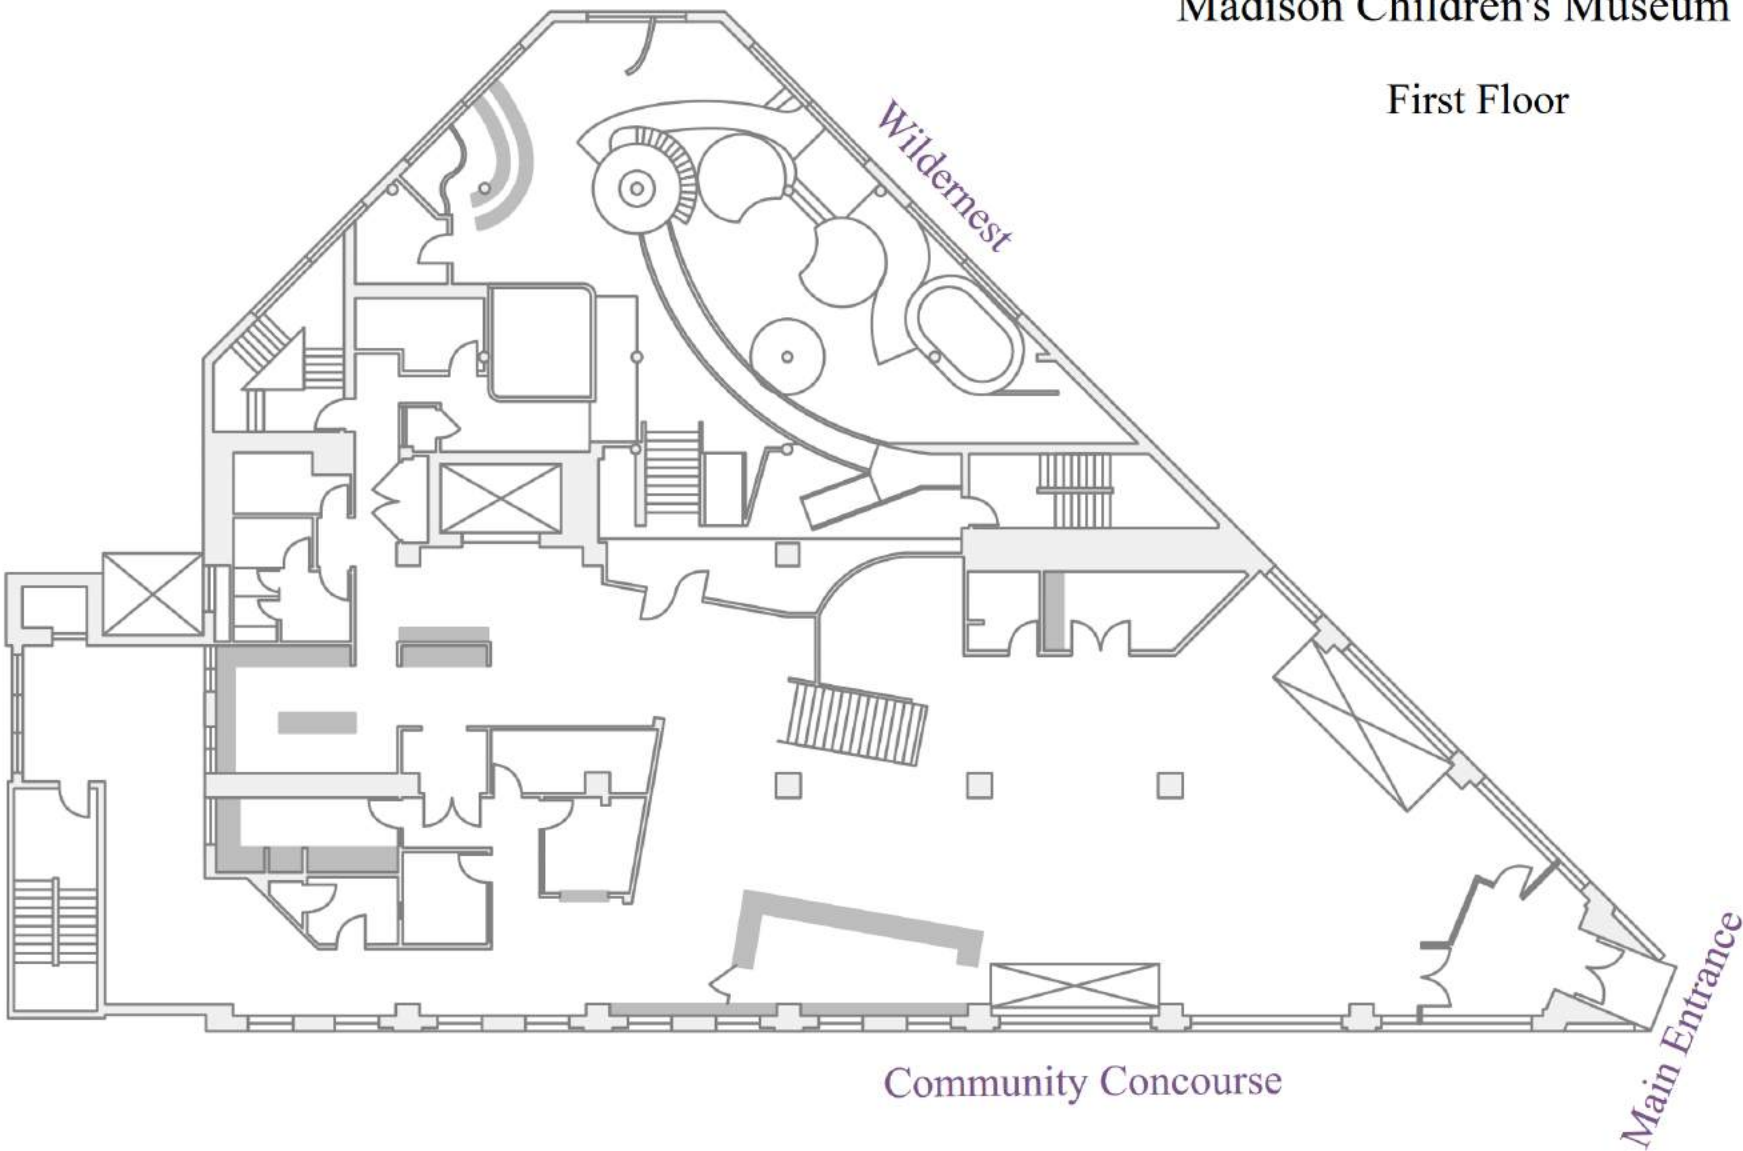 Madison Children's Museum
First Floor
Wildernest
Community Concourse
Main Entrance